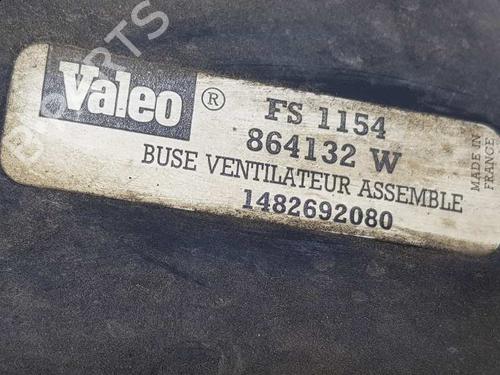 Valeo ® FS 1154
864132 W
BUSE VENTILATEUR ASSEMBLE
1482692080
MADE IN
FRANCE